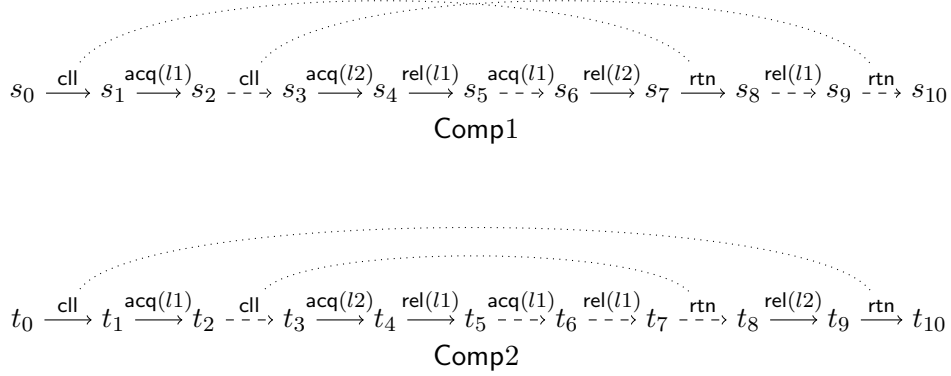 cll acq(l1) cll acq(l2) rel(l1) acq(l1) rel(l2) rtn rel(l1) rtn
s0 s1 s2 s3 s4 s5 s6 s7 s8 s9 s10
Comp1
cll acq(l1) cll acq(l2) rel(l1) acq(l1) rel(l1) rtn rel(l2) rtn
t0 t1 t2 t3 t4 t5 t6 t7 t8 t9 t10
Comp2